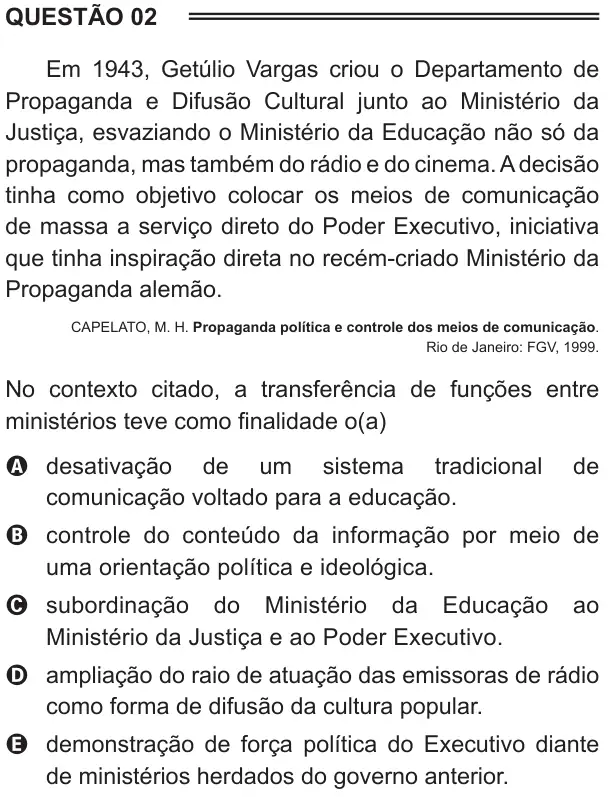 QUESTÃO 02
Em 1943, Getúlio Vargas criou o Departamento de
Propaganda e Difusão Cultural junto ao Ministério da
Justiça, esvaziando o Ministério da Educação não só da
propaganda, mas também do rádio e do cinema. A decisão
tinha como objetivo colocar os meios de comunicação
de massa a serviço direto do Poder Executivo, iniciativa
que tinha inspiração direta no recém-criado Ministério da
Propaganda alemão.
CAPELATO, M. H. Propaganda política e controle dos meios de comunicação.
Rio de Janeiro: FGV, 1999.
No contexto citado, a transferência de funções entre
ministérios teve como finalidade o(a)
A desativação de um sistema tradicional de
comunicação voltado para a educação.
B controle do conteúdo da informação por meio de
uma orientação política e ideológica.
C subordinação do Ministério da Educação ao
Ministério da Justiça e ao Poder Executivo.
D ampliação do raio de atuação das emissoras de rádio
como forma de difusão da cultura popular.
E demonstração de força política do Executivo diante
de ministérios herdados do governo anterior.